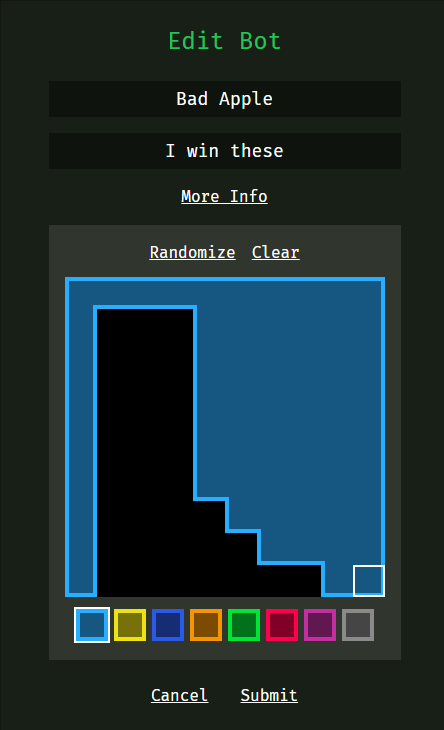 Edit Bot
Bad Apple
I win these
More Info
Randomize Clear
Cancel Submit